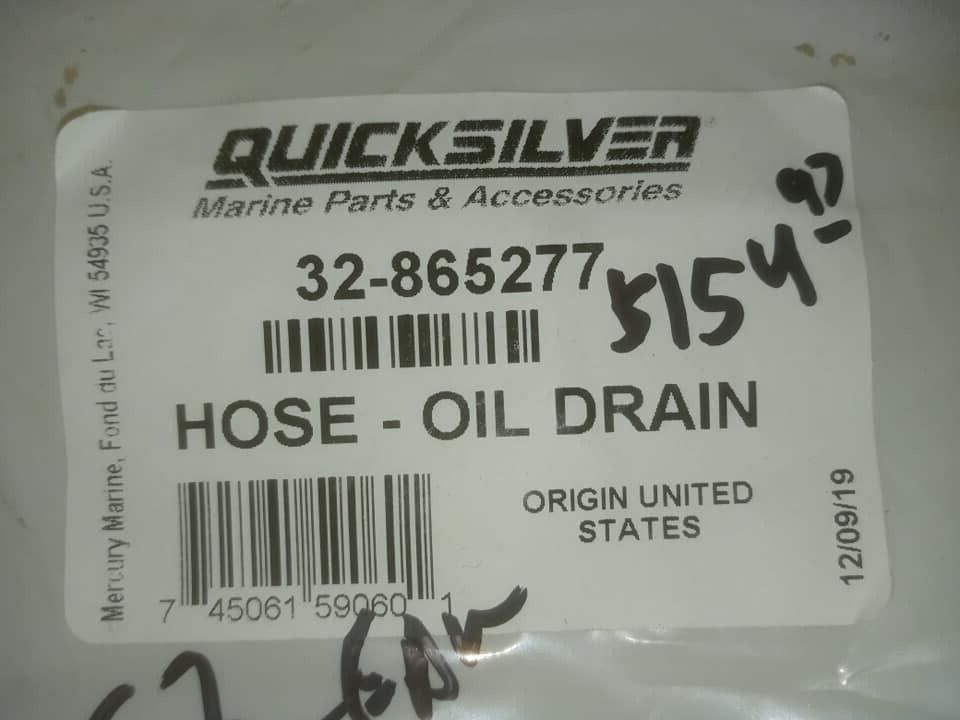 QUICKSILVER
Marine Parts & Accessories
32-865277
$154.97
HOSE - OIL DRAIN
ORIGIN UNITED
STATES
7 45061 59060 1
12/09/19
Mercury Marine, Fond du Lac, WI 54935 U.S.A.